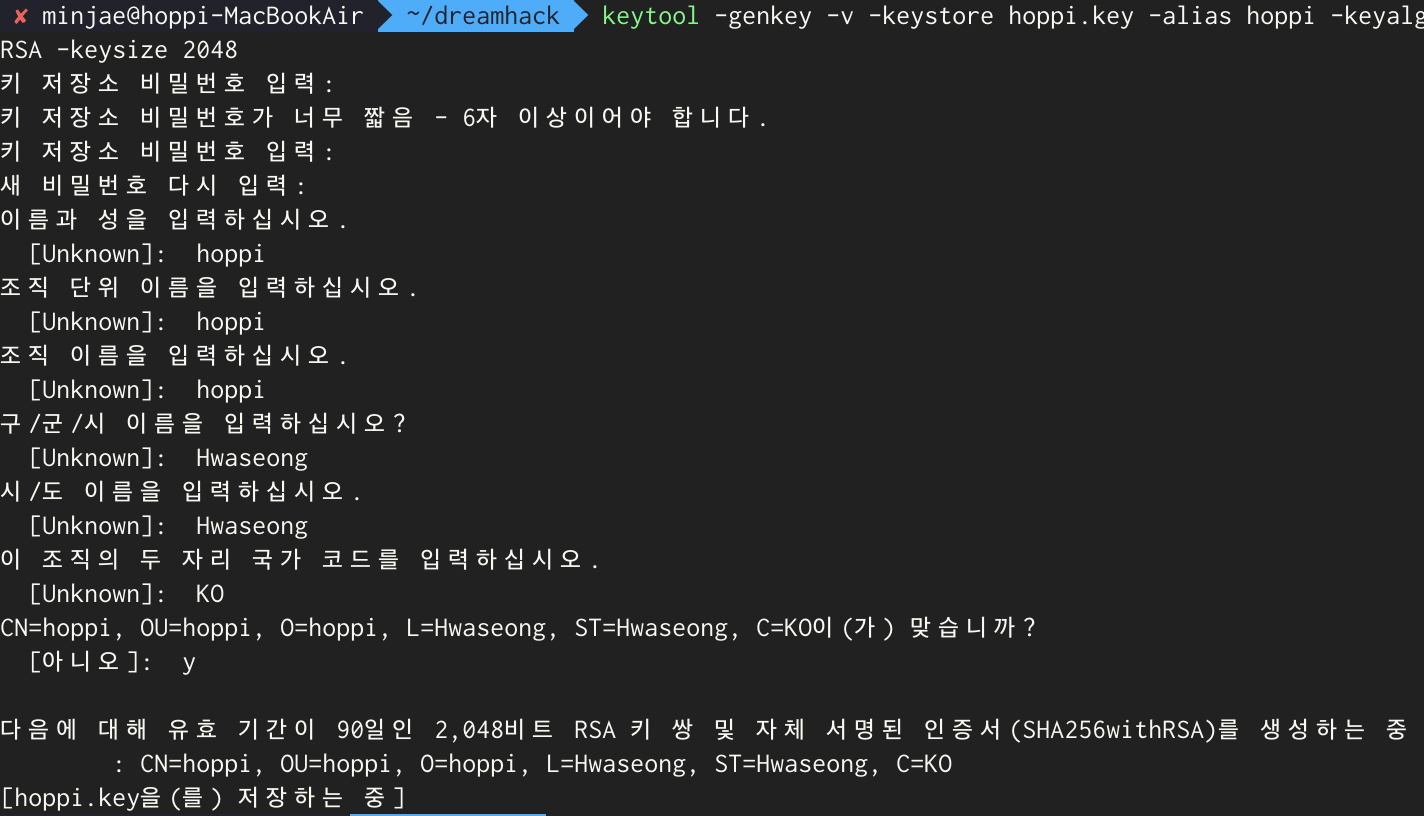 ✘ minjae@hoppi-MacBookAir ~/dreamhack keytool -genkey -v -keystore hoppi.key -alias hoppi -keyalg
RSA -keysize 2048
키 저장소 비밀번호 입력:
키 저장소 비밀번호가 너무 짧음 - 6자 이상이어야 합니다.
키 저장소 비밀번호 입력:
새 비밀번호 다시 입력:
이름과 성을 입력하십시오.
[Unknown]: hoppi
조직 단위 이름을 입력하십시오.
[Unknown]: hoppi
조직 이름을 입력하십시오.
[Unknown]: hoppi
구/군/시 이름을 입력하십시오?
[Unknown]: Hwaseong
시/도 이름을 입력하십시오.
[Unknown]: Hwaseong
이 조직의 두 자리 국가 코드를 입력하십시오.
[Unknown]: KO
CN=hoppi, OU=hoppi, O=hoppi, L=Hwaseong, ST=Hwaseong, C=KO이(가) 맞습니까?
[아니오]: y
다음에 대해 유효 기간이 90일인 2,048비트 RSA 키 쌍 및 자체 서명된 인증서(SHA256withRSA)를 생성하는 중
: CN=hoppi, OU=hoppi, O=hoppi, L=Hwaseong, ST=Hwaseong, C=KO
[hoppi.key을(를) 저장하는 중]